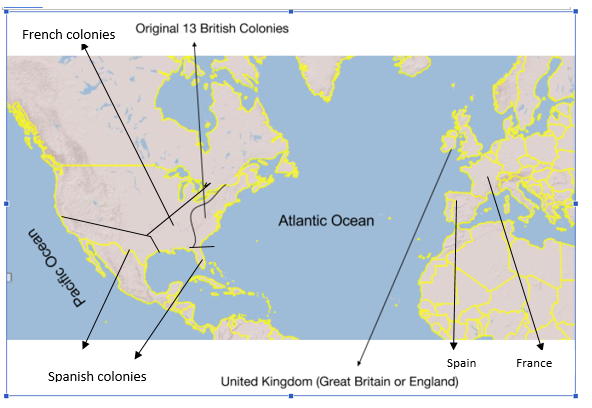 Original 13 British Colonies
French colonies
Atlantic Ocean
Pacific Ocean
Spain
France
Spanish colonies
United Kingdom (Great Britain or England)